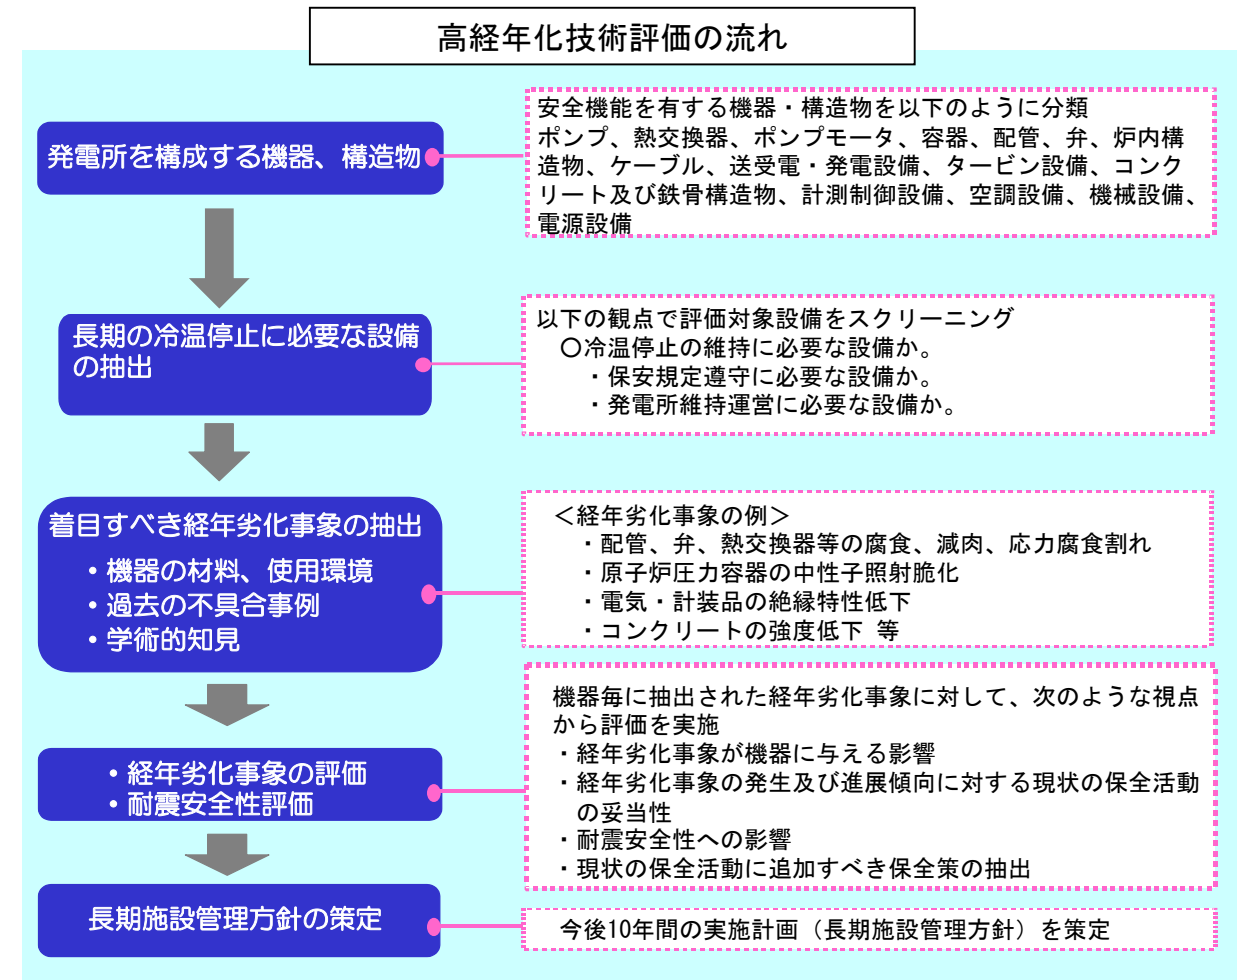 高経年化技術評価の流れ
発電所を構成する機器、構造物
安全機能を有する機器・構造物を以下のように分類
ポンプ、熱交換器、ポンプモータ、容器、配管、弁、炉内構
造物、ケーブル、送受電・発電設備、タービン設備、コンク
リート及び鉄骨構造物、計測制御設備、空調設備、機械設備、
電源設備
長期の冷温停止に必要な設備
の抽出
以下の観点で評価対象設備をスクリーニング
〇冷温停止の維持に必要な設備か。
・保安規定遵守に必要な設備か。
・発電所維持運営に必要な設備か。
着目すべき経年劣化事象の抽出
・機器の材料、使用環境
・過去の不具合事例
・学術的知見
＜経年劣化事象の例＞
・配管、弁、熱交換器等の腐食、減肉、応力腐食割れ
・原子炉圧力容器の中性子照射脆化
・電気・計装品の絶縁特性低下
・コンクリートの強度低下 等
・経年劣化事象の評価
・耐震安全性評価
機器毎に抽出された経年劣化事象に対して、次のような視点
から評価を実施
・経年劣化事象が機器に与える影響
・経年劣化事象の発生及び進展傾向に対する現状の保全活動
の妥当性
・耐震安全性への影響
・現状の保全活動に追加すべき保全策の抽出
長期施設管理方針の策定
今後10年間の実施計画（長期施設管理方針）を策定